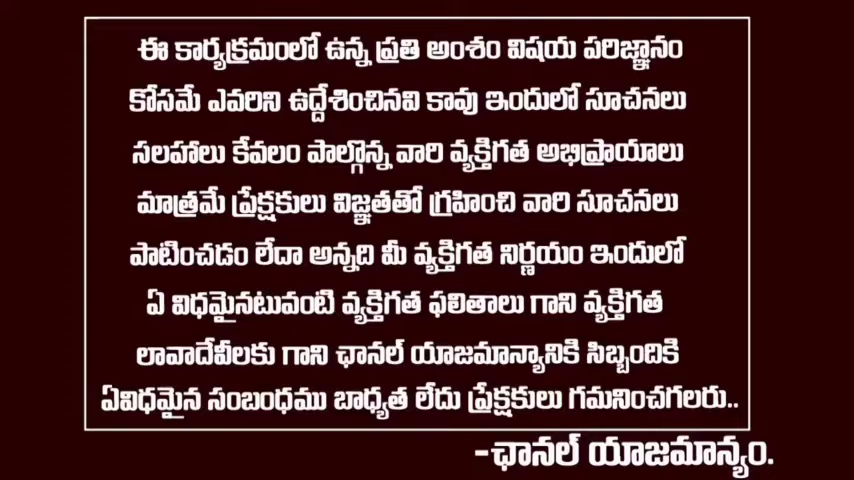 ఈ కార్యక్రమంలో ఉన్న ప్రతి అంశం విషయ పరిజ్ఞానం
కోసమే ఎవరిని ఉద్దేశించినవి కావు ఇందులో సూచనలు
సలహాలు కేవలం పాల్గొన్న వారి వ్యక్తిగత అభిప్రాయాలు
మాత్రమే ప్రేక్షకులు విజ్ఞతతో గ్రహించి వారి సూచనలు
పాటించడం లేదా అన్నది మీ వ్యక్తిగత నిర్ణయం ఇందులో
ఏ విధమైనటువంటి వ్యక్తిగత ఫలితాలు గాని వ్యక్తిగత
లావాదేవీలకు గాని ఛానల్ యాజమాన్యానికి సిబ్బందికి
ఏవిధమైన సంబంధము బాధ్యత లేదు ప్రేక్షకులు గమనించగలరు..
-ఛానల్ యాజమాన్యం.